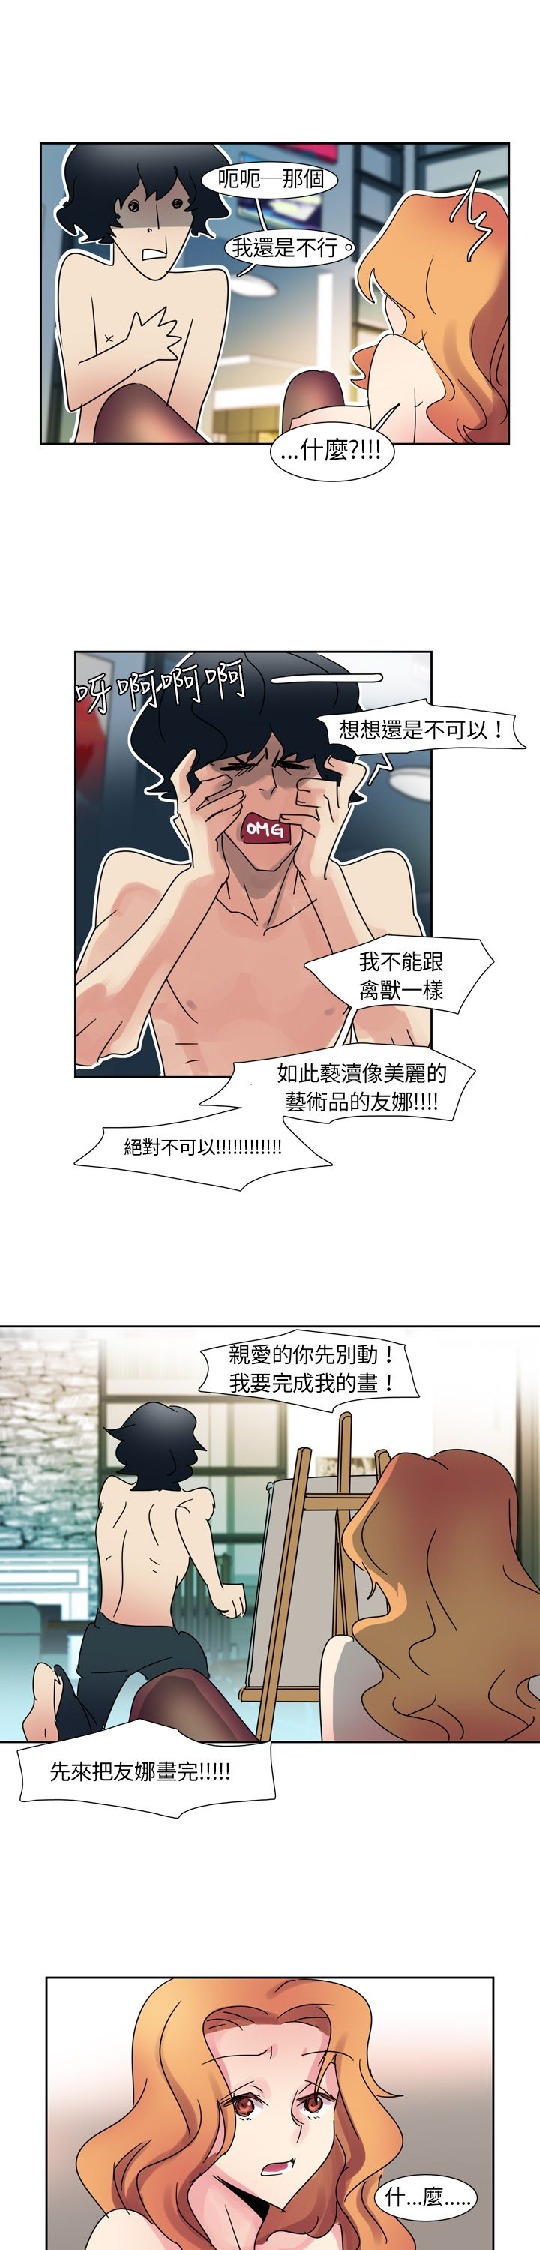 呃呃─那個
我還是不行。
...什麼?!!!
呀啊啊啊
想想還是不可以！
OMG
我不能跟
禽獸一樣
如此褻瀆像美麗的
藝術品的友娜!!!!
絕對不可以!!!!!!!!!!!!
親愛的你先別動！
我要完成我的畫！
先來把友娜畫完!!!!!
什...麼.....